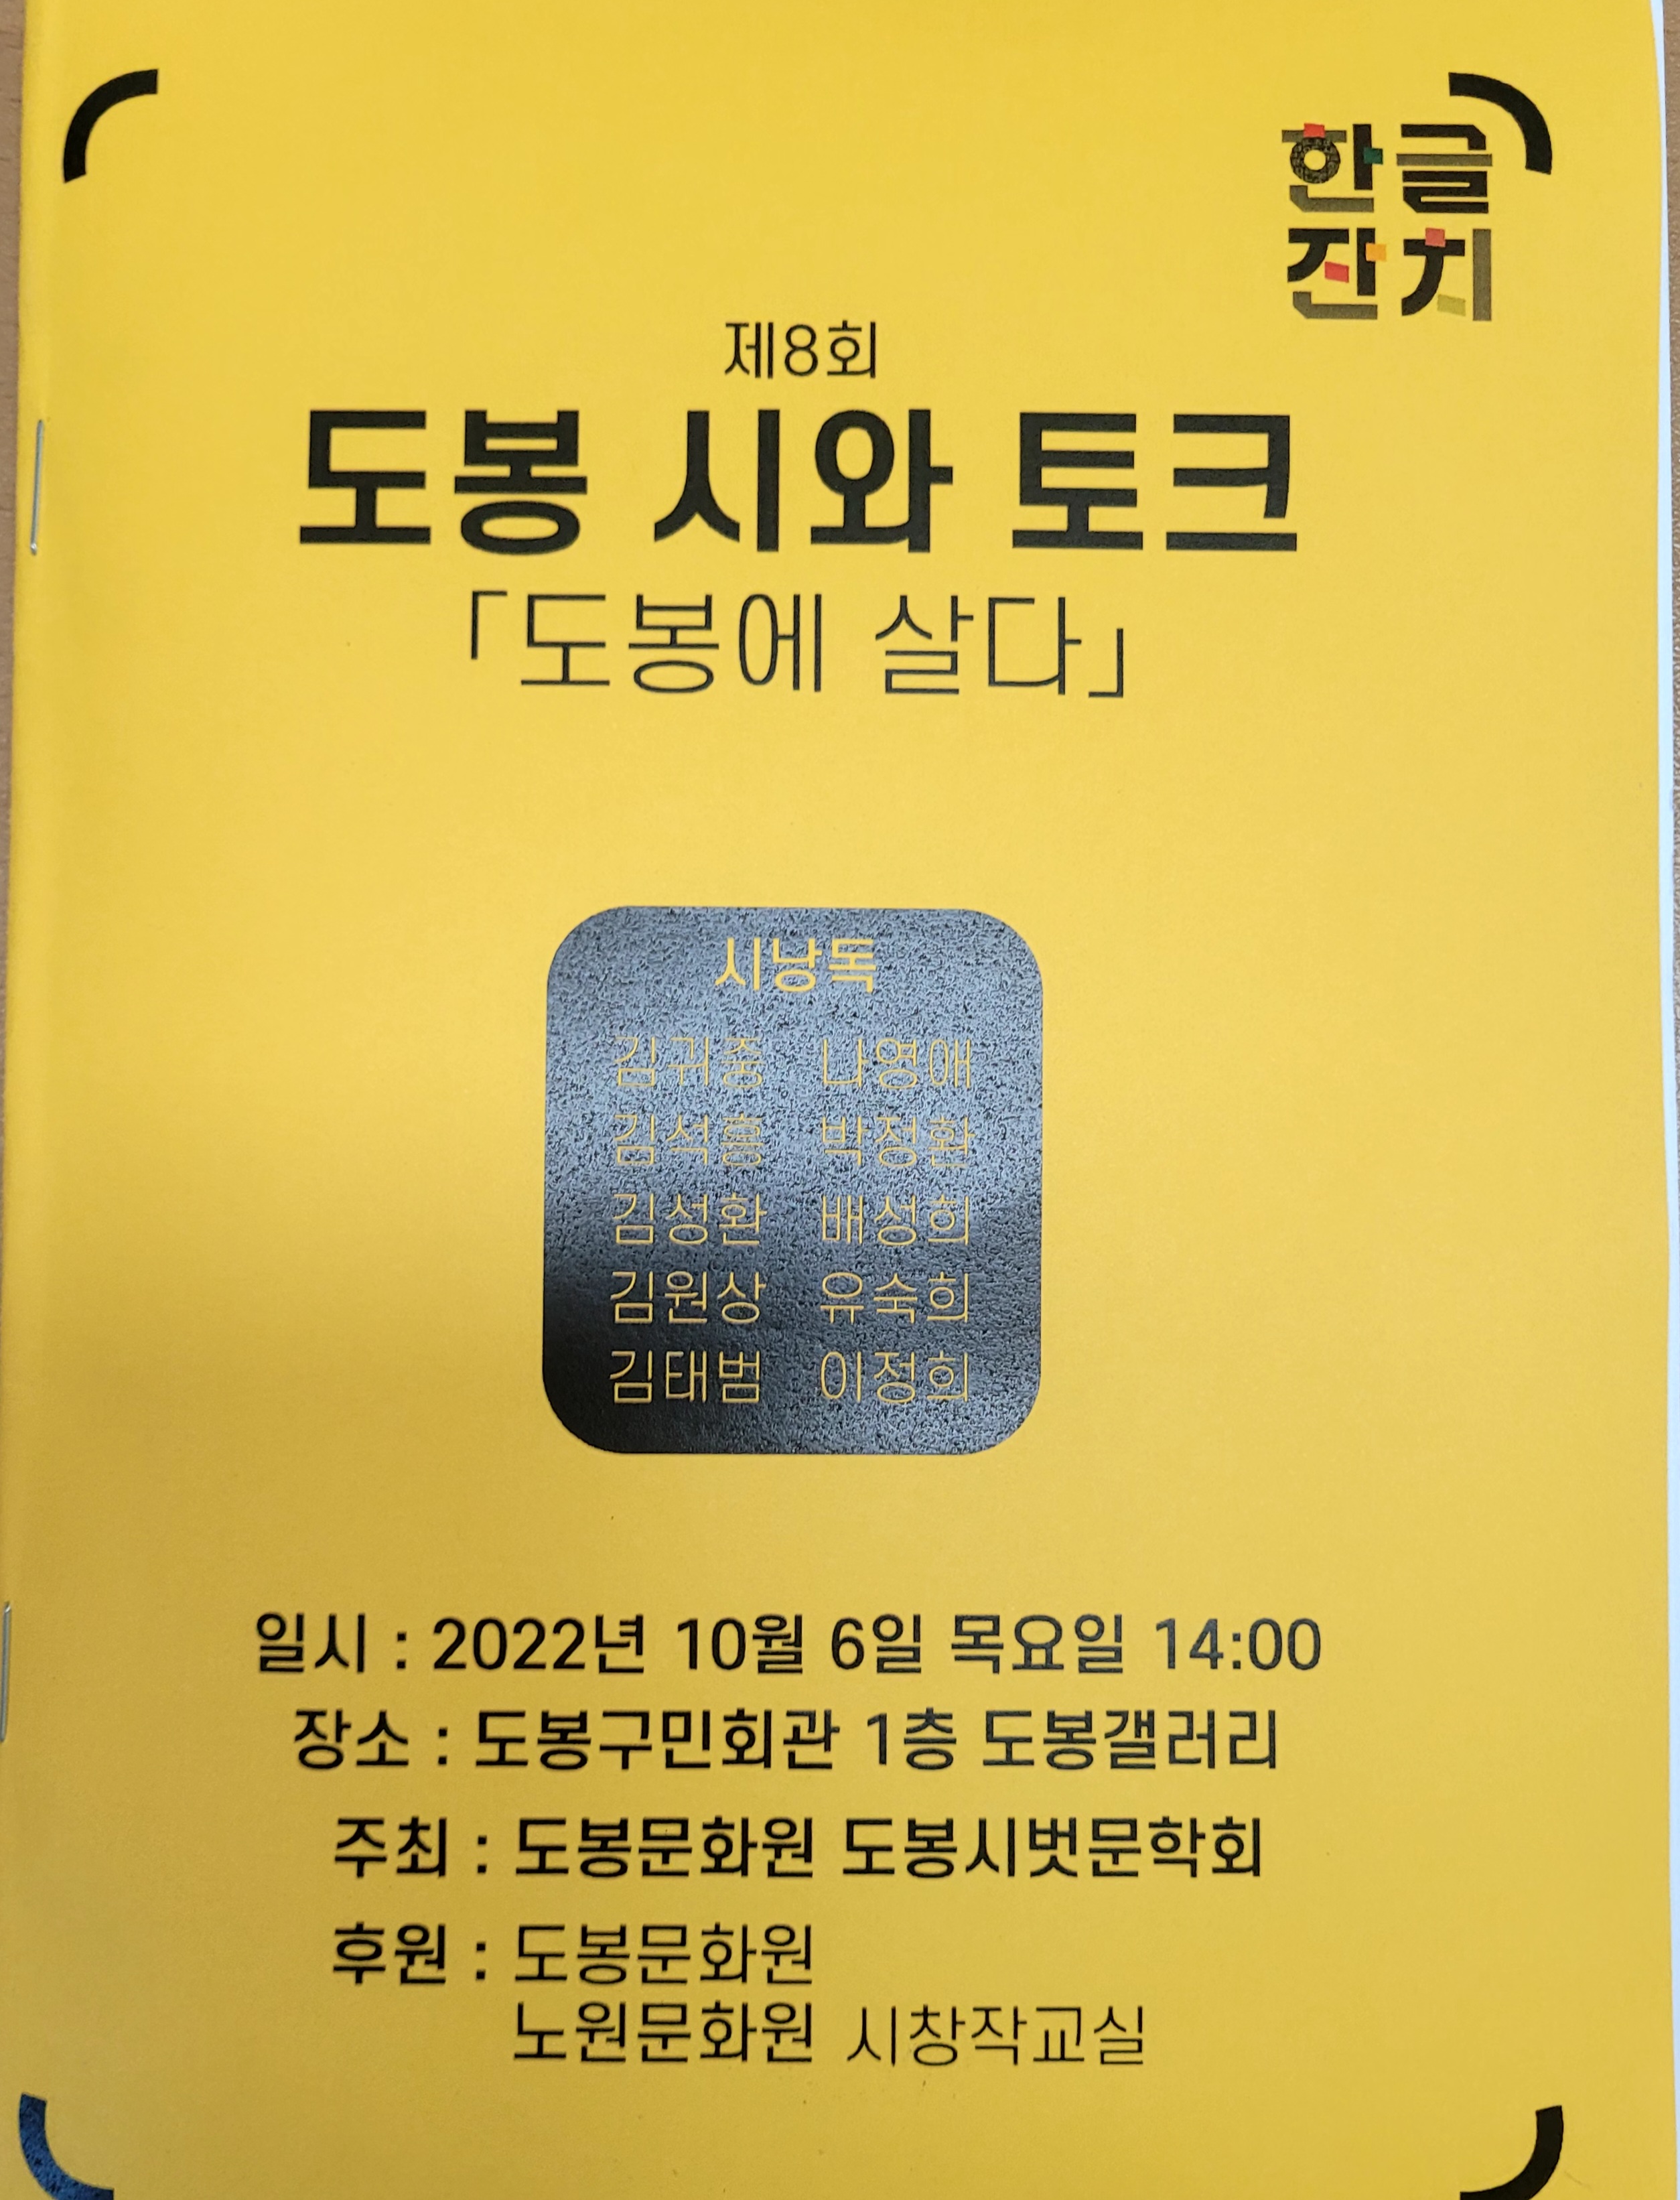 한글
잔치
제8회
도봉 시와 토크
「도봉에 살다」
시낭독
김귀중 나영애
김석흥 박정환
김성환 배성희
김원상 유숙희
김태범 이정희
일시 : 2022년 10월 6일 목요일 14:00
장소 : 도봉구민회관 1층 도봉갤러리
주최 : 도봉문화원 도봉시벗문학회
후원 : 도봉문화원
노원문화원 시창작교실